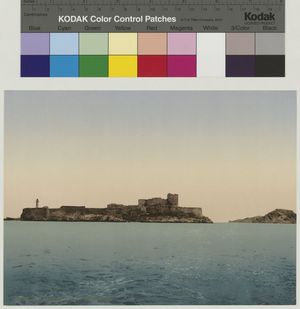 KODAK Color Control Patches
Kodak
Blue Cyan Green Yellow Red Magenta White 3/Color Black